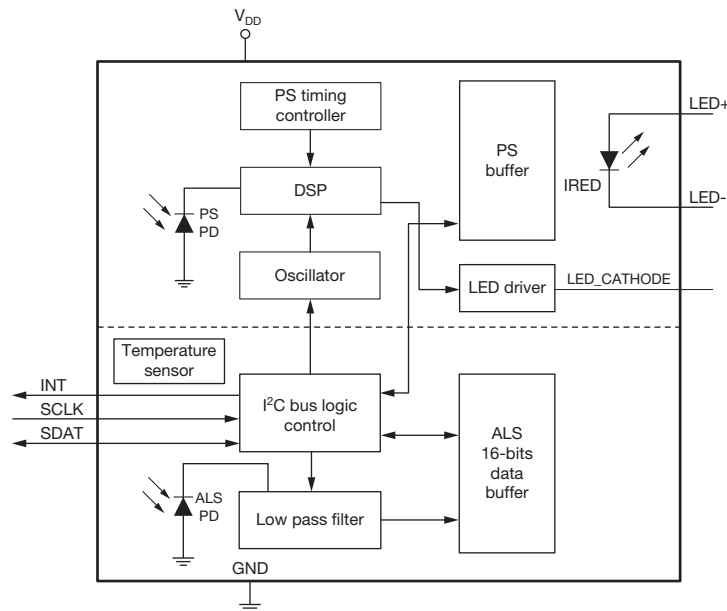 VDD
PS timing
controller
PS
buffer
LED+
IRED
LED-
DSP
PS
PD
Oscillator
LED driver
LED_CATHODE
Temperature
sensor
INT
SCLK
SDAT
I²C bus logic
control
ALS
16-bits
data
buffer
ALS
PD
Low pass filter
GND